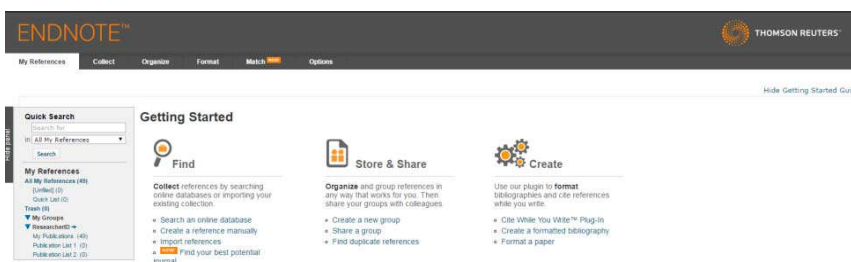 ENDNOTE™
THOMSON REUTERS
My References Collect Organize Format Match NEW Options
Hide Getting Started Gui
Hide panel
Quick Search
Search for
in All My References
Search
My References
All My References (49)
[Unfiled] (0)
Quick List (0)
Trash (0)
My Groups
ResearcherID
My Publications (49)
Publication List 1 (0)
Publication List 2 (0)
Getting Started
Find
Collect references by searching
online databases or importing your
existing collection.
Search an online database
Create a reference manually
Import references
NEW Find your best potential
journal
Store & Share
Organize and group references in
any way that works for you. Then
share your groups with colleagues.
Create a new group
Share a group
Find duplicate references
Create
Use our plugin to format
bibliographies and cite references
while you write.
Cite While You Write™ Plug-In
Create a formatted bibliography
Format a paper